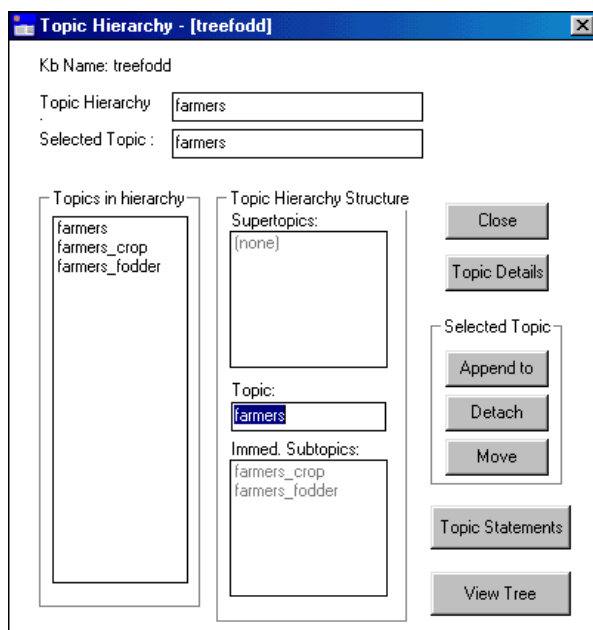 Topic Hierarchy - [treefodd]
Kb Name: treefodd
Topic Hierarchy
:
farmers
Selected Topic :
farmers
Topics in hierarchy
farmers
farmers_crop
farmers_fodder
Topic Hierarchy Structure
Supertopics:
(none)
Topic:
farmers
Immed. Subtopics:
farmers_crop
farmers_fodder
Close
Topic Details
Selected Topic
Append to
Detach
Move
Topic Statements
View Tree